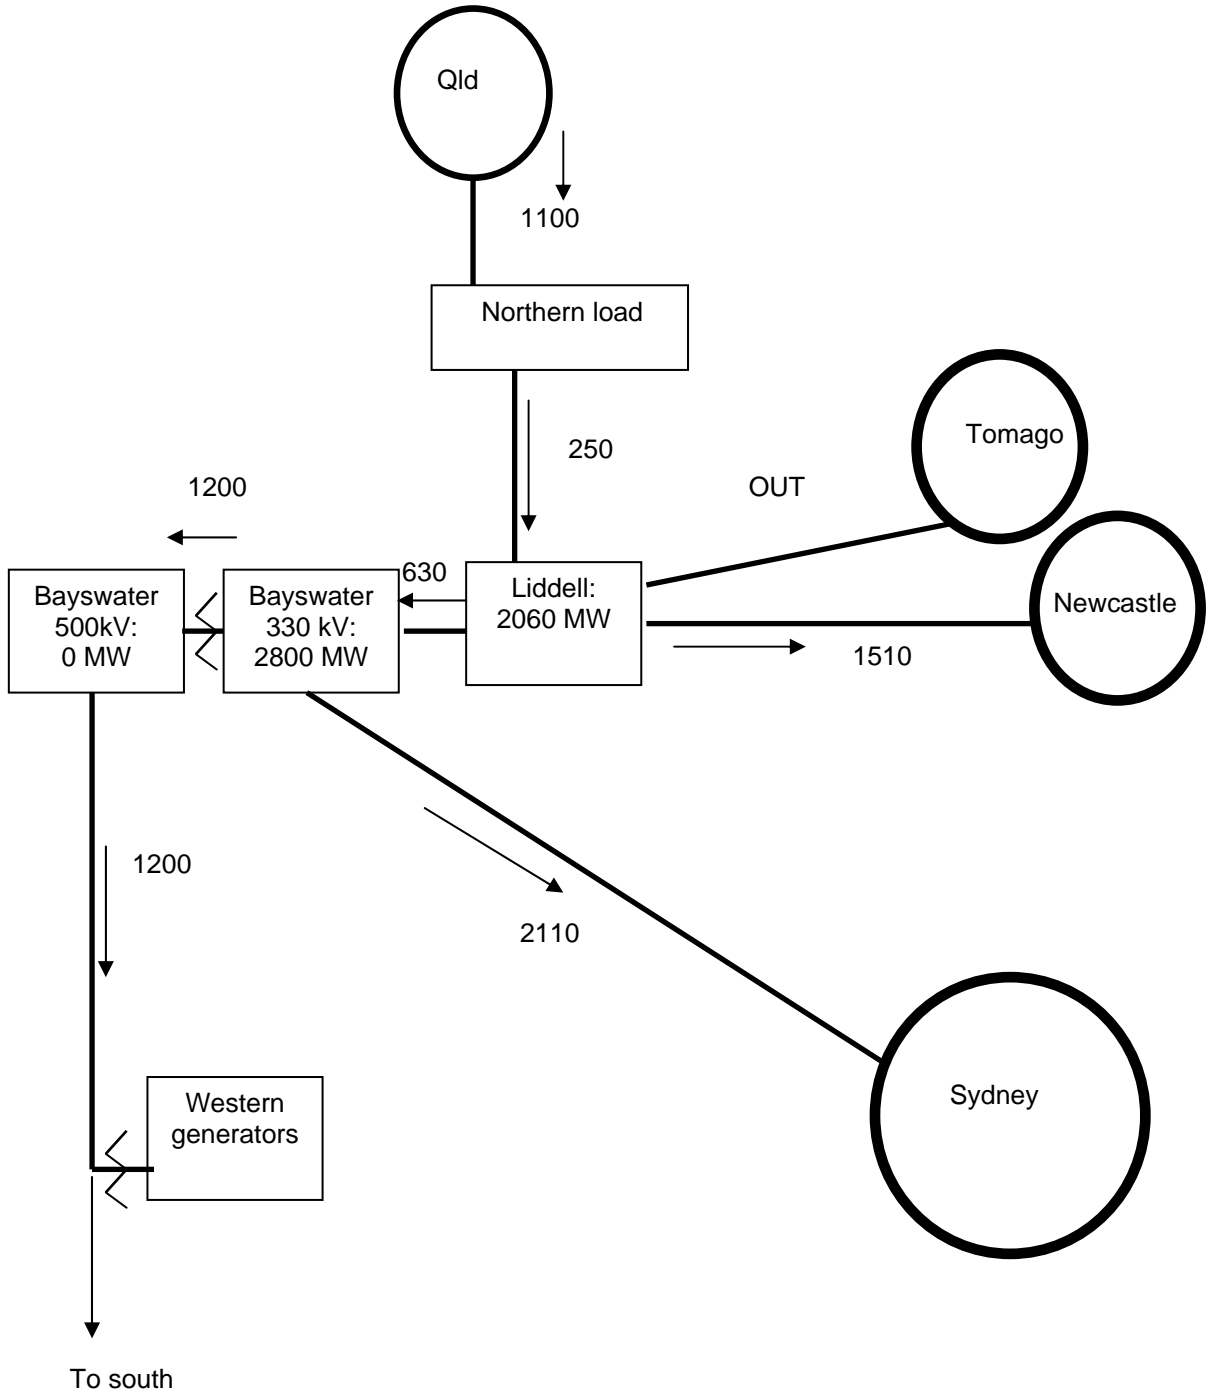 Qld
1100
Northern load
250
Tomago
OUT
1200
630
Liddell:
2060 MW
Bayswater
500kV:
0 MW
Bayswater
330 kV:
2800 MW
Newcastle
1510
1200
2110
Western
generators
Sydney
To south